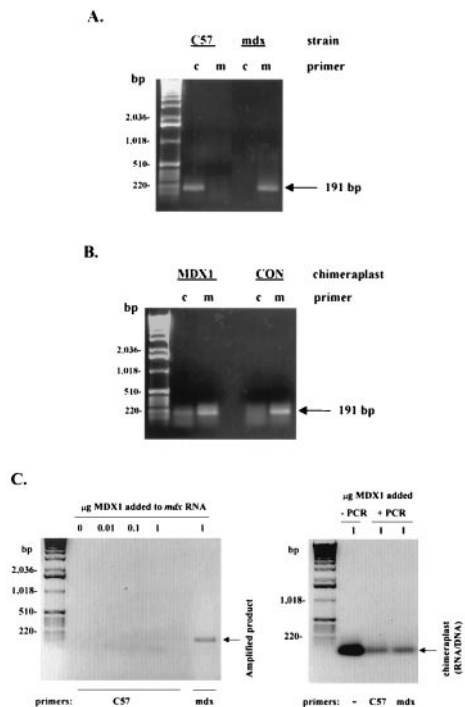 A.
C57 mdx strain
c m c m primer
bp
2,036-
1,018-
510-
220-
191 bp
B.
MDX1 CON chimeraplast
c m c m primer
bp
2,036-
1,018-
510-
220-
191 bp
C.
µg MDX1 added to mdx RNA
0 0.01 0.1 1 1
bp
2,036-
1,018-
510-
220-
Amplified product
primers: C57 mdx
µg MDX1 added
- PCR + PCR
1 1 1
bp
1,018-
220-
chimeraplast
(RNA/DNA)
primers: - C57 mdx